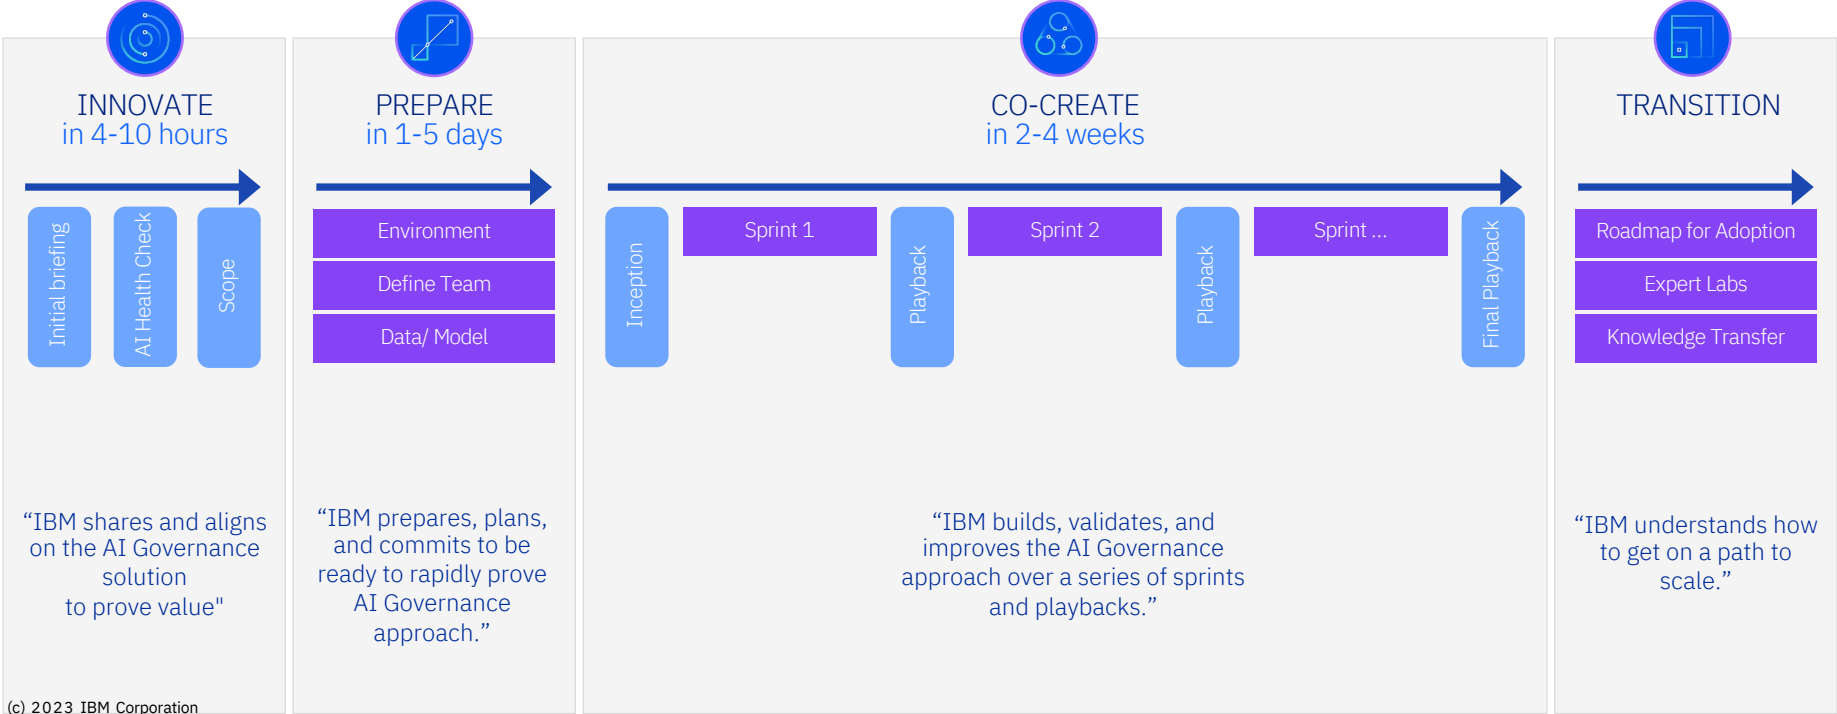 INNOVATE
in 4-10 hours
Initial briefing
AI Health Check
Scope
“IBM shares and aligns
on the AI Governance
solution
to prove value"
PREPARE
in 1-5 days
Environment
Define Team
Data/ Model
“IBM prepares, plans,
and commits to be
ready to rapidly prove
AI Governance
approach.”
CO-CREATE
in 2-4 weeks
Inception
Sprint 1
Playback
Sprint 2
Playback
Sprint ...
Final Playback
“IBM builds, validates, and
improves the AI Governance
approach over a series of sprints
and playbacks.”
TRANSITION
Roadmap for Adoption
Expert Labs
Knowledge Transfer
“IBM understands how
to get on a path to
scale.”
(c) 2023 IBM Corporation